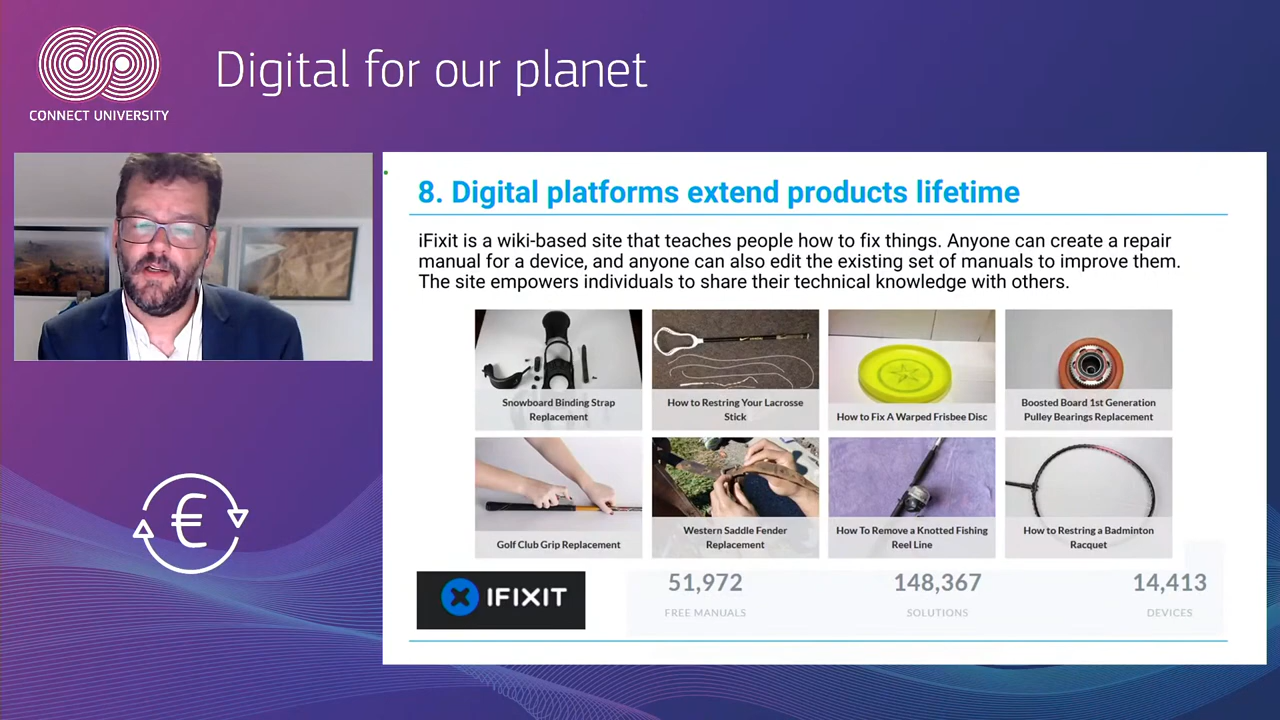 Digital for our planet
CONNECT UNIVERSITY
8. Digital platforms extend products lifetime
iFixit is a wiki-based site that teaches people how to fix things. Anyone can create a repair
manual for a device, and anyone can also edit the existing set of manuals to improve them.
The site empowers individuals to share their technical knowledge with others.
Snowboard Binding Strap
Replacement
How to Restring Your Lacrosse
Stick
How to Fix A Warped Frisbee Disc
Boosted Board 1st Generation
Pulley Bearings Replacement
Golf Club Grip Replacement
Western Saddle Fender
Replacement
How To Remove a Knotted Fishing
Reel Line
How to Restring a Badminton
Racquet
€
IFIXIT
51,972
FREE MANUALS
148,367
SOLUTIONS
14,413
DEVICES